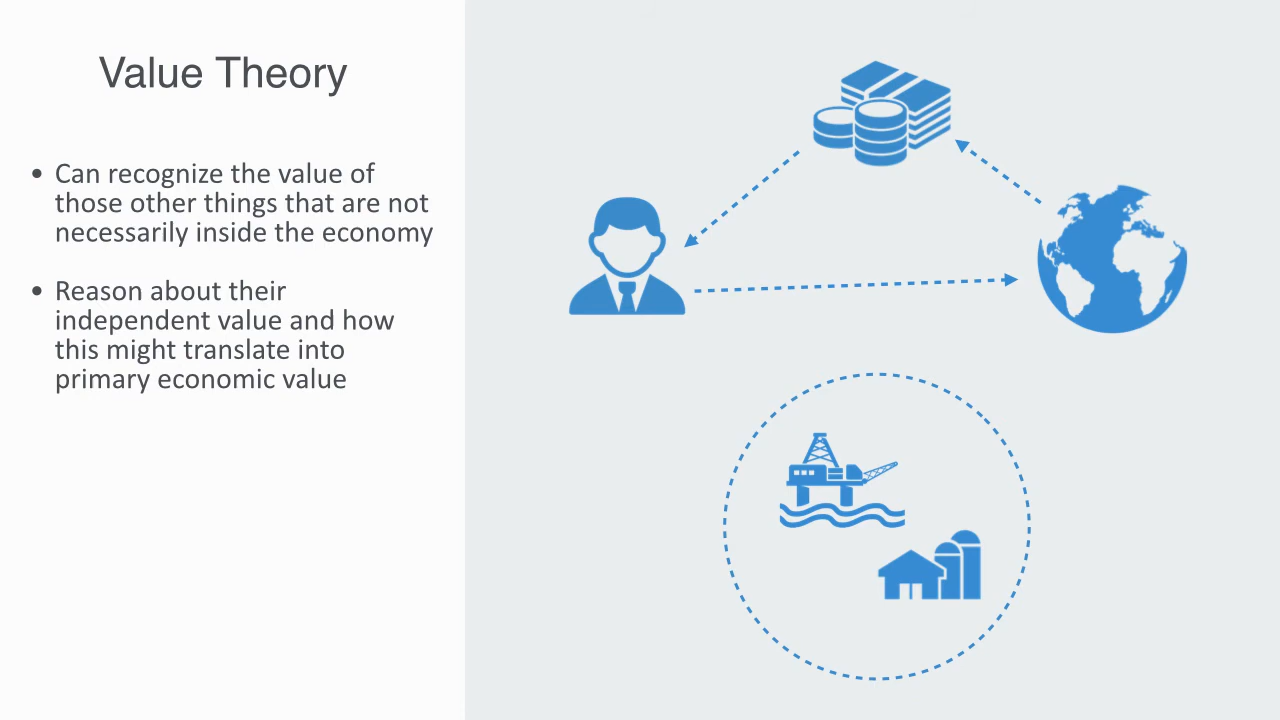 Value Theory
• Can recognize the value of
those other things that are not
necessarily inside the economy
• Reason about their
independent value and how
this might translate into
primary economic value